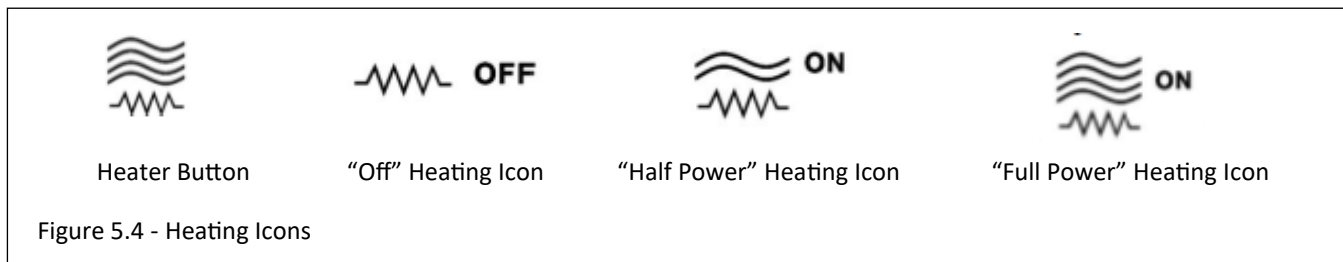 OFF
ON
ON
Heater Button
“Off” Heating Icon
“Half Power” Heating Icon
“Full Power” Heating Icon
Figure 5.4 - Heating Icons